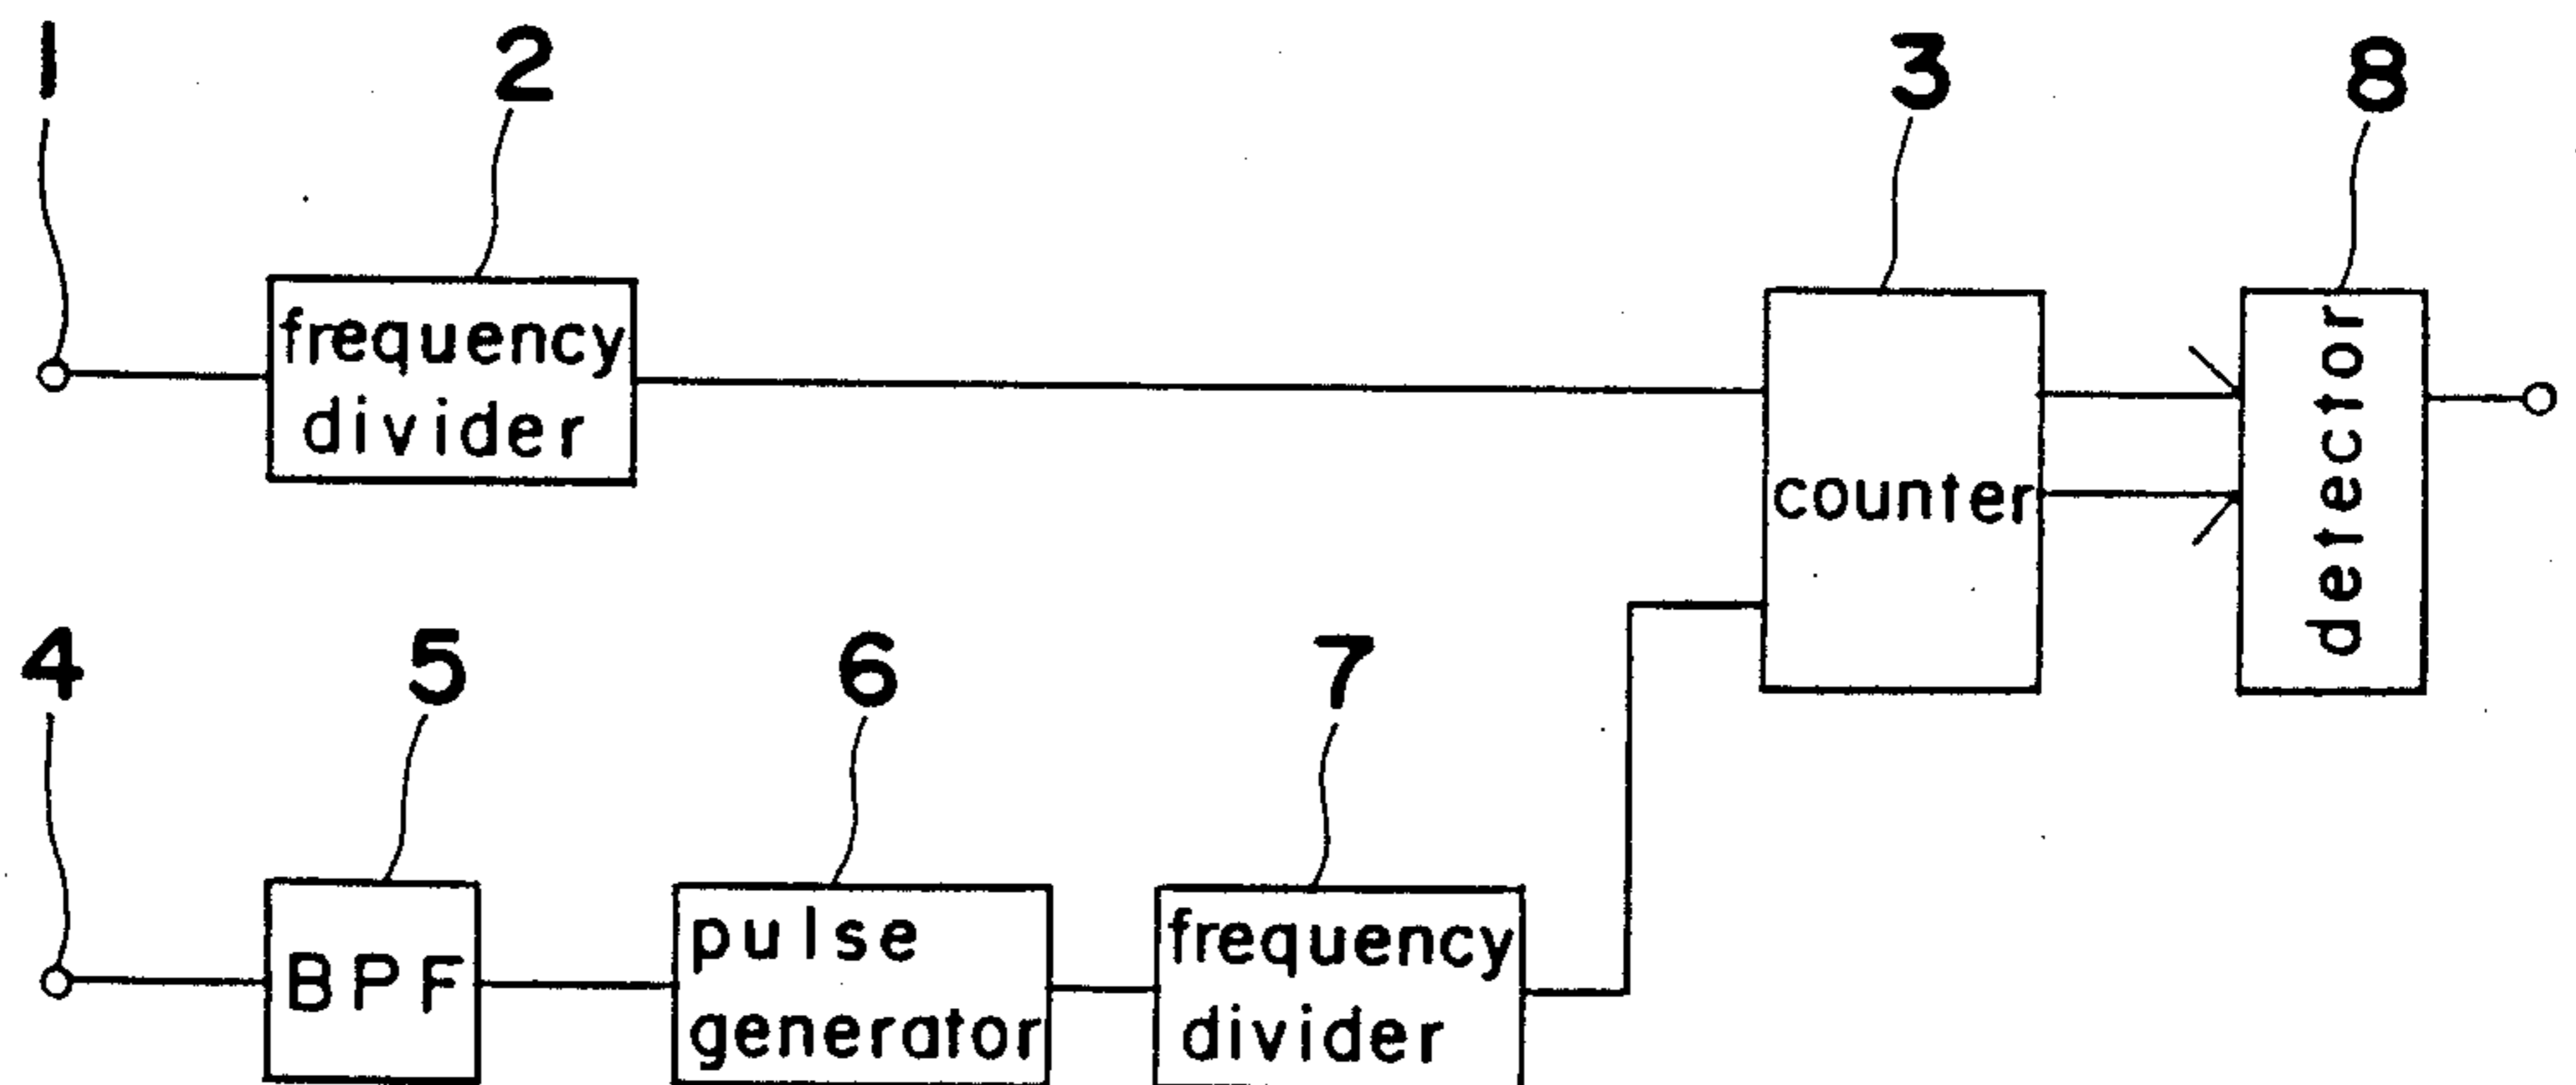 1
2
3
8
frequency
divider
counter
detector
4
5
6
7
BPF
pulse
generator
frequency
divider